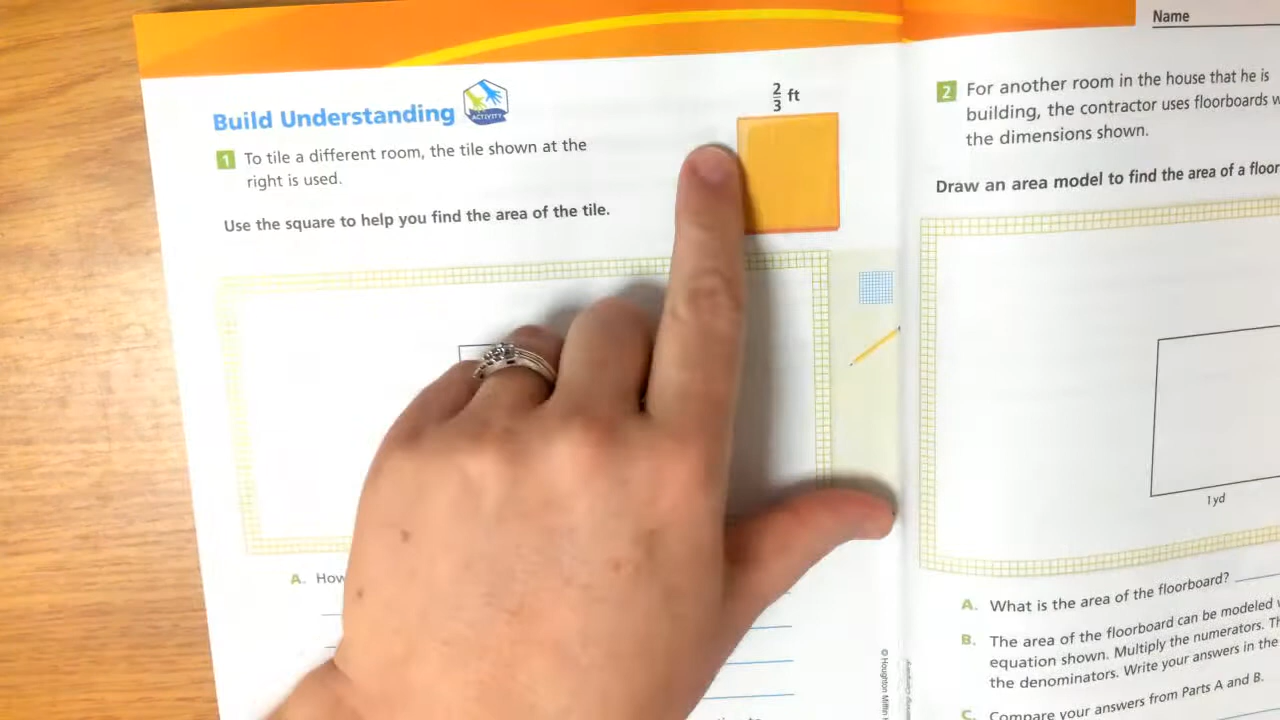 Name
Build Understanding
ACTIVITY
2/3 ft
1 To tile a different room, the tile shown at the
right is used.
Use the square to help you find the area of the tile.
A. How
© Houghton Mifflin
2 For another room in the house that he is
building, the contractor uses floorboards
the dimensions shown.
Draw an area model to find the area of a floor
1 yd
A. What is the area of the floorboard?
B. The area of the floorboard can be modeled
equation shown. Multiply the numerators.
the denominators. Write your answers in the
C. Compare your answers from Parts A and B.